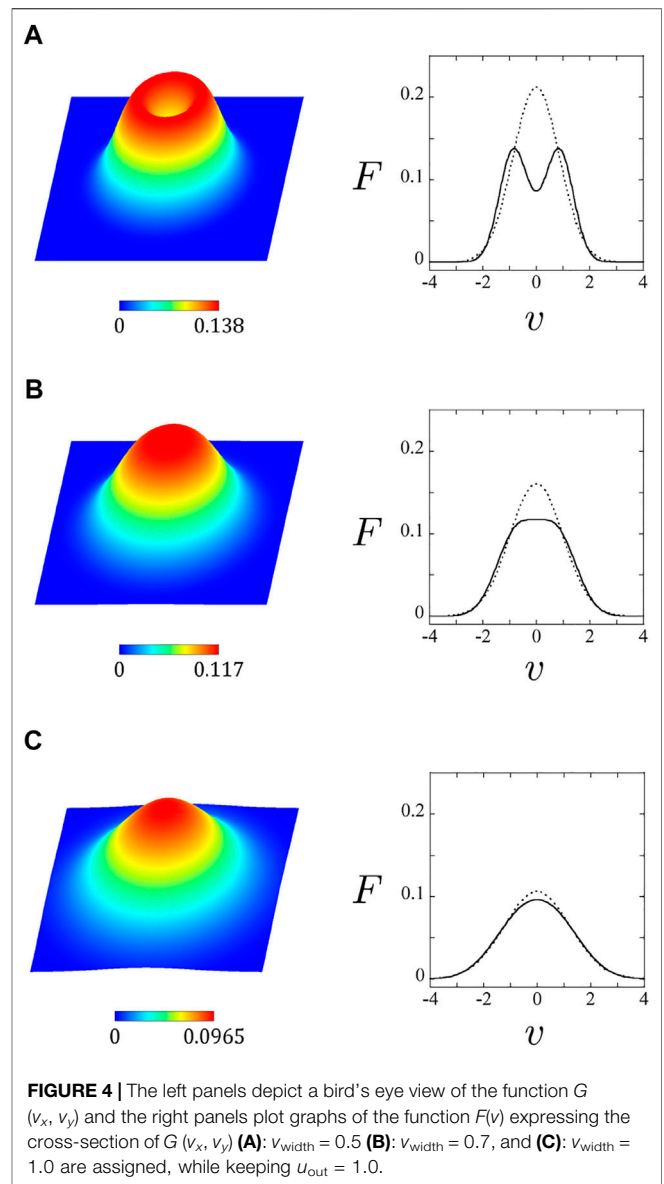 A
F
0.2
0.1
0
-4 -2 0 2 4
v
0 0.138
B
F
0.2
0.1
0
-4 -2 0 2 4
v
0 0.117
C
F
0.2
0.1
0
-4 -2 0 2 4
v
0 0.0965
FIGURE 4 | The left panels depict a bird's eye view of the function G
(vx, vy) and the right panels plot graphs of the function F(v) expressing the
cross-section of G (vx, vy) (A): vwidth = 0.5 (B): vwidth = 0.7, and (C): vwidth =
1.0 are assigned, while keeping uout = 1.0.